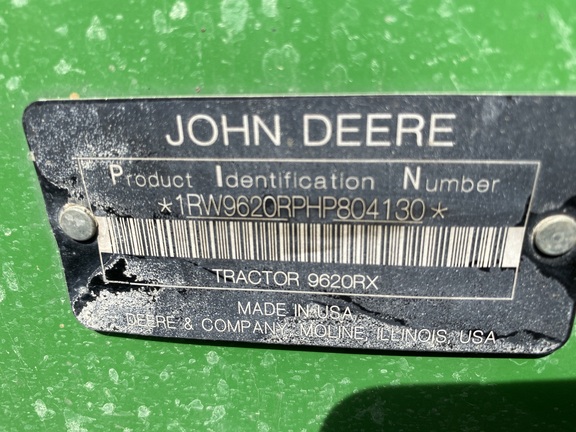 JOHN DEERE
Product Identification Number
*1RW9620RPHP804130*
TRACTOR 9620RX
MADE IN USA
DEERE & COMPANY, MOLINE, ILLINOIS, USA